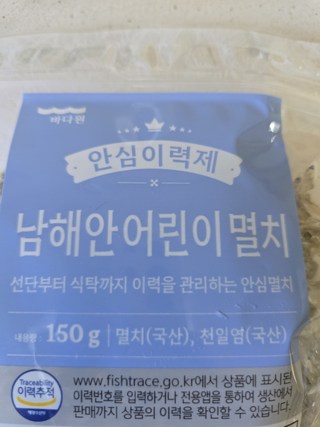 바다원
안심이력제
남해안어린이멸치
선단부터 식탁까지 이력을 관리하는 안심멸치
내용량: 150 g | 멸치(국산), 천일염(국산)
Traceability
이력추적
www.fishtrace.go.kr에서 상품에 표시된
이력번호를 입력하거나 전용앱을 통하여 생산에서
판매까지 상품의 이력을 확인할 수 있습니다.